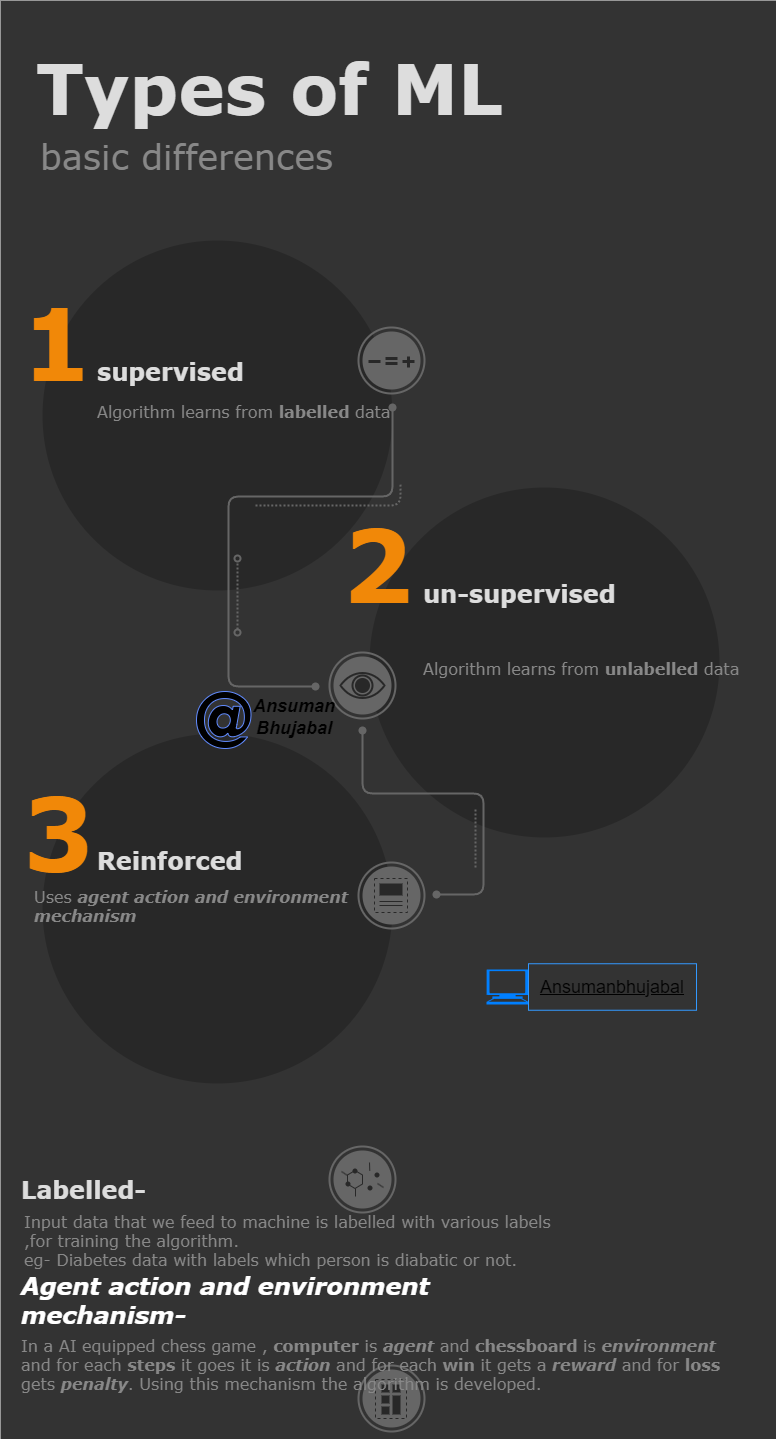 Types of ML
basic differences
1
supervised
Algorithm learns from labelled data
2
un-supervised
Algorithm learns from unlabelled data
@Ansuman
Bhujabal
3
Reinforced
Uses agent action and environment
mechanism
Ansumanbhujabal
Labelled-
Input data that we feed to machine is labelled with various labels
,for training the algorithm.
eg- Diabetes data with labels which person is diabatic or not.
Agent action and environment
mechanism-
In a AI equipped chess game , computer is agent and chessboard is environment
and for each steps it goes it is action and for each win it gets a reward and for loss
gets penalty. Using this mechanism the algorithm is developed.